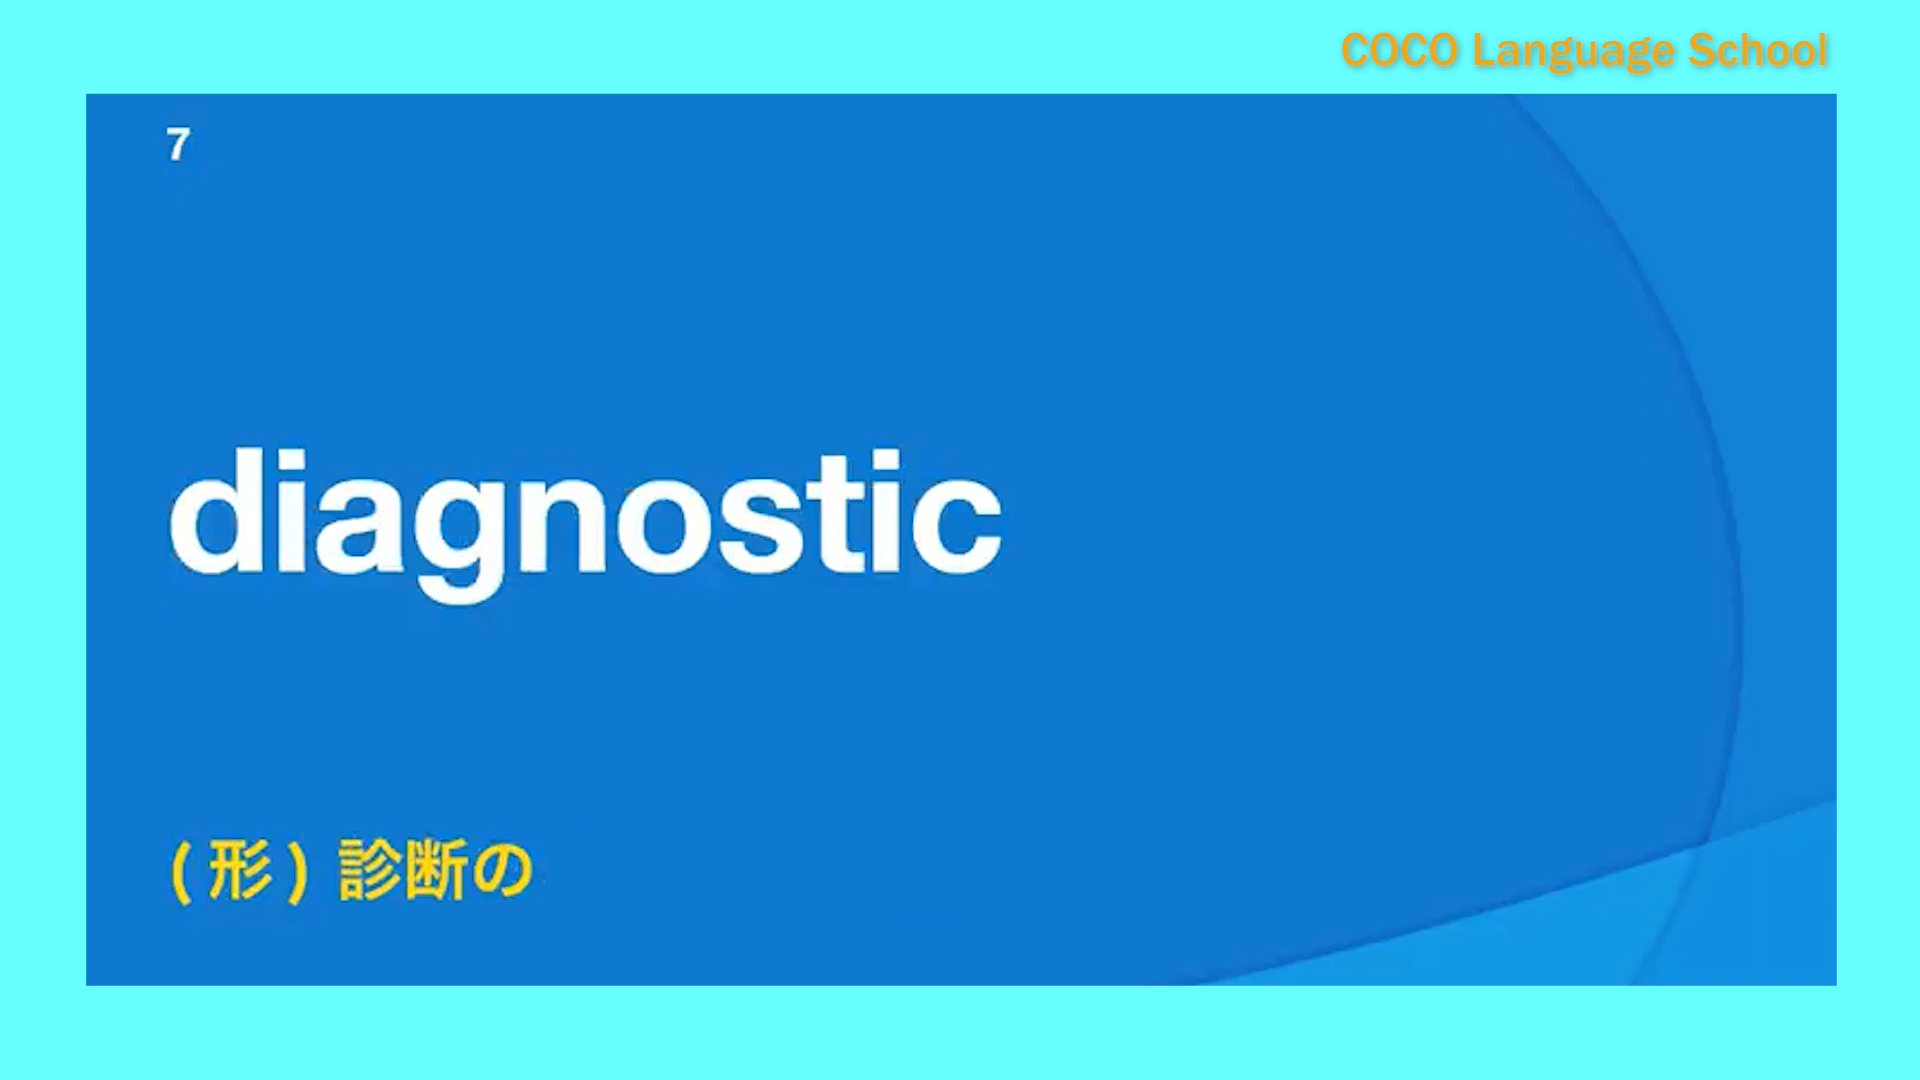 COCO Language School
7
diagnostic
(形) 診断の